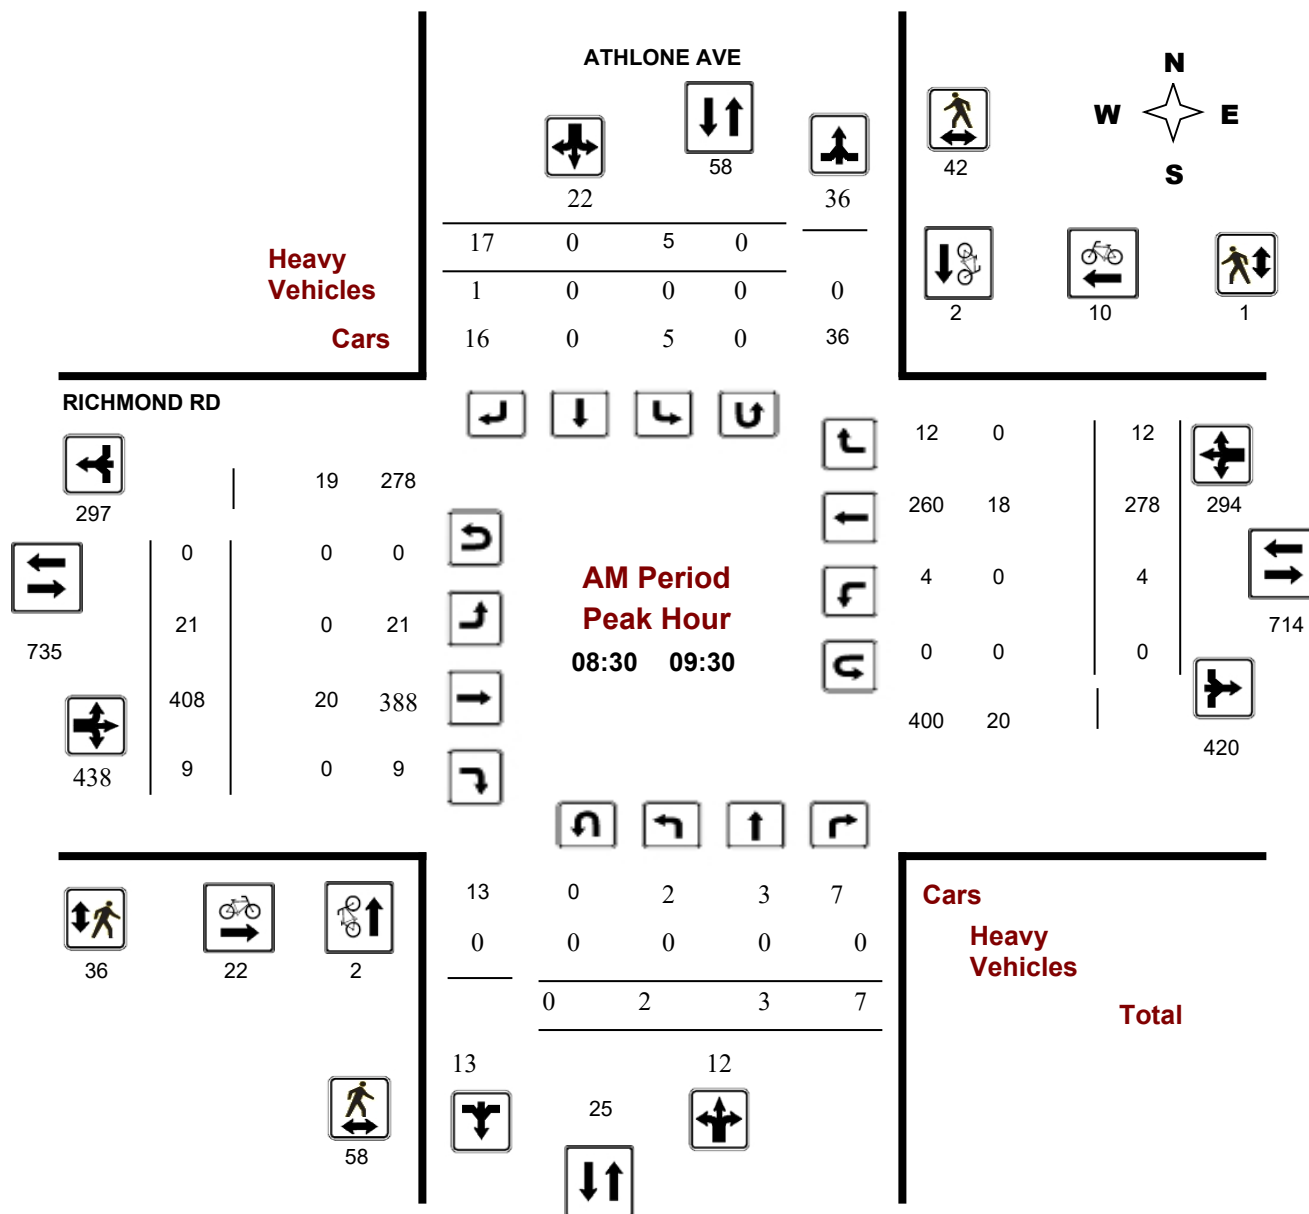 ATHLONE AVE
N
W E
S
58
42
22 36
17 0 5 0
Heavy
Vehicles
1 0 0 0 0
2 10 1
Cars
16 0 5 0 36
RICHMOND RD
12 0 12
19 278
297
260 18 278 294
0 0 0
AM Period
4 0 4
Peak Hour
21 0 21
714
735
08:30 09:30
0 0 0
408 20 388
400 20
420
438
9 0 9
13 0 2 3 7
Cars
0 0 0 0 0
Heavy
Vehicles
36 22 2
0 2 3 7
Total
13 12
25
58